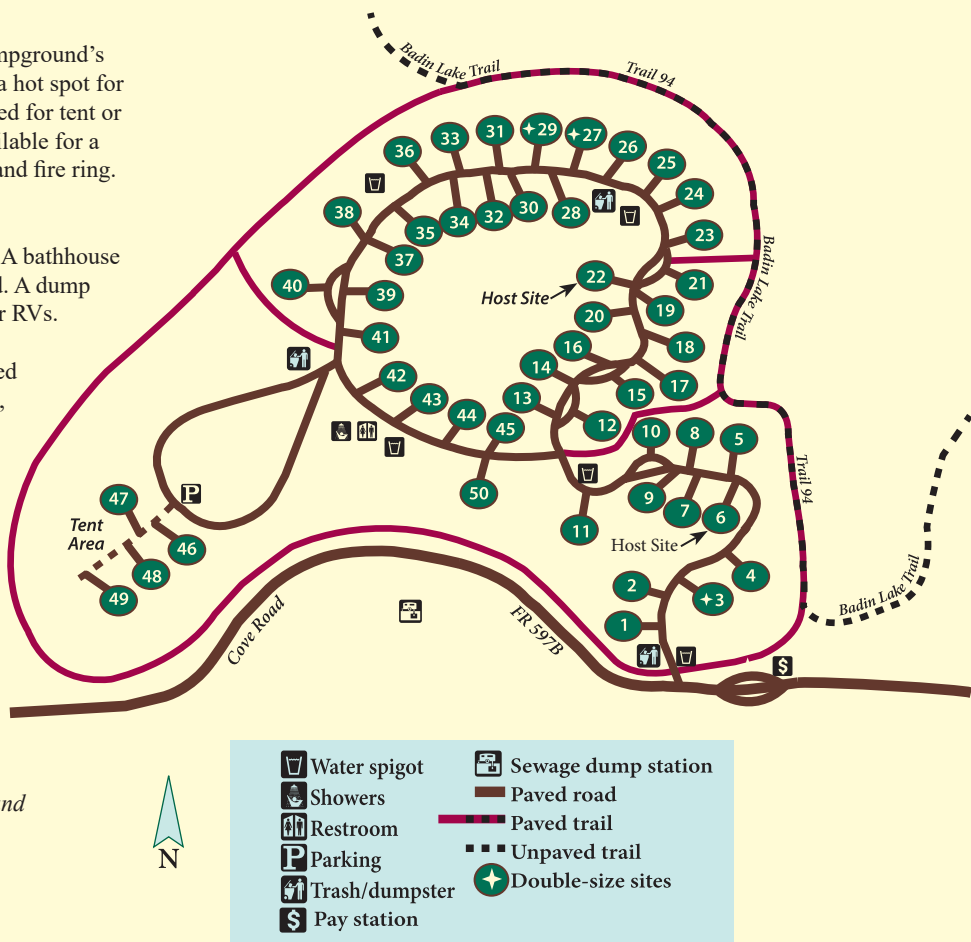 mpground's
a hot spot for
ed for tent or
ilable for a
and fire ring.
A bathhouse
d. A dump
r RVs.
ed
,
nd
Badin Lake Trail
Trail 94
36
33
31
29
27
26
25
24
23
38
35
34
32
30
28
37
22
21
40
39
Host Site
19
20
41
18
16
14
42
17
15
43
13
44
12
45
10
8
5
50
9
7
6
11
Host Site
4
2
3
1
Badin Lake Trail
Trail 94
Badin Lake Trail
P
47
Tent
Area
46
48
49
Cove Road
FR 597B
$
Water spigot
Showers
Restroom
P Parking
Trash/dumpster
$ Pay station
Sewage dump station
Paved road
Paved trail
Unpaved trail
Double-size sites
N